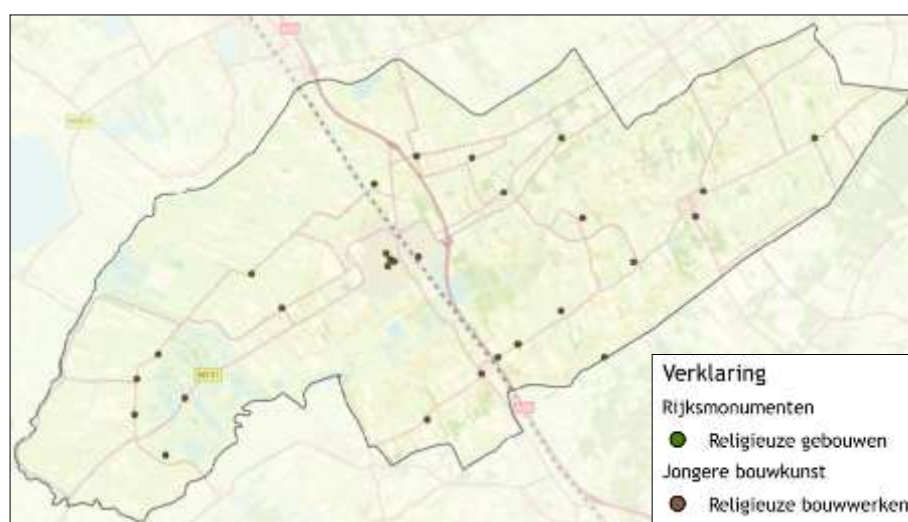 Verklaring
Rijksmonumenten
Religieuze gebouwen
Jongere bouwkunst
Religieuze bouwwerken